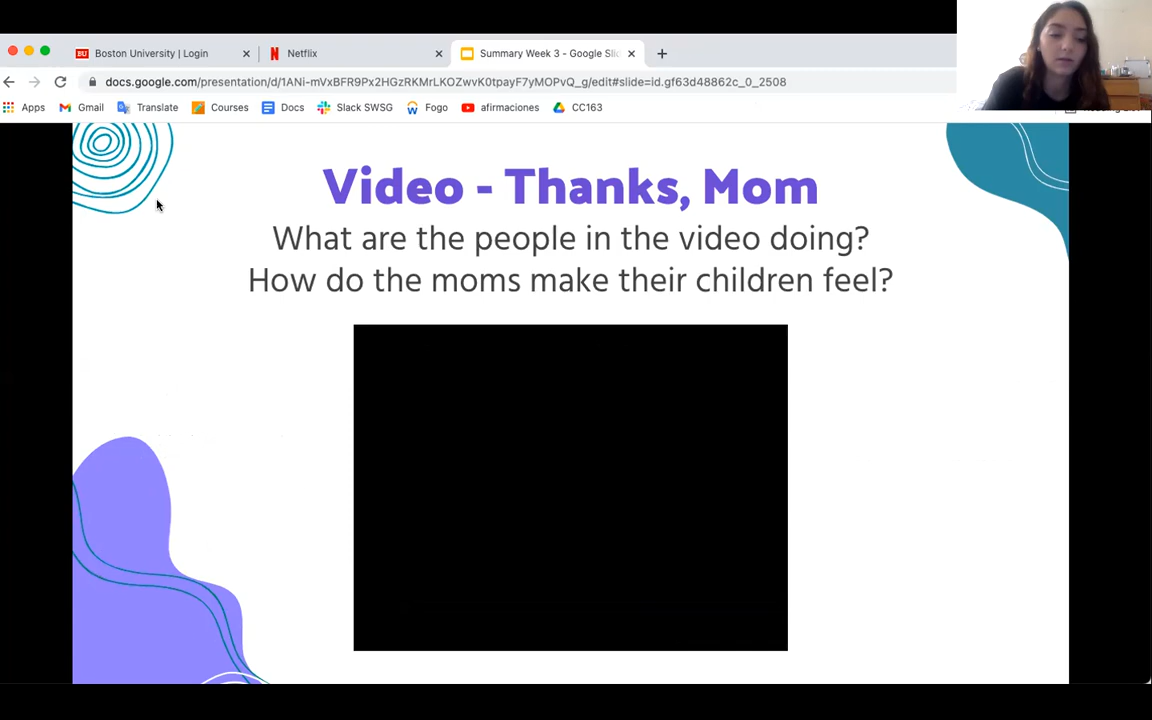 BU Boston University | Login
Netflix
Summary Week 3 - Google Sli
docs.google.com/presentation/d/1ANi-mVxBFR9Px2HGzRKMrLKOZwvK0tpayF7yMOPvQ_g/edit#slide=id.gf63d48862c_0_2508
Apps Gmail Translate Courses Docs Slack SWSG Fogo afirmaciones CC163
Video - Thanks, Mom
What are the people in the video doing?
How do the moms make their children feel?